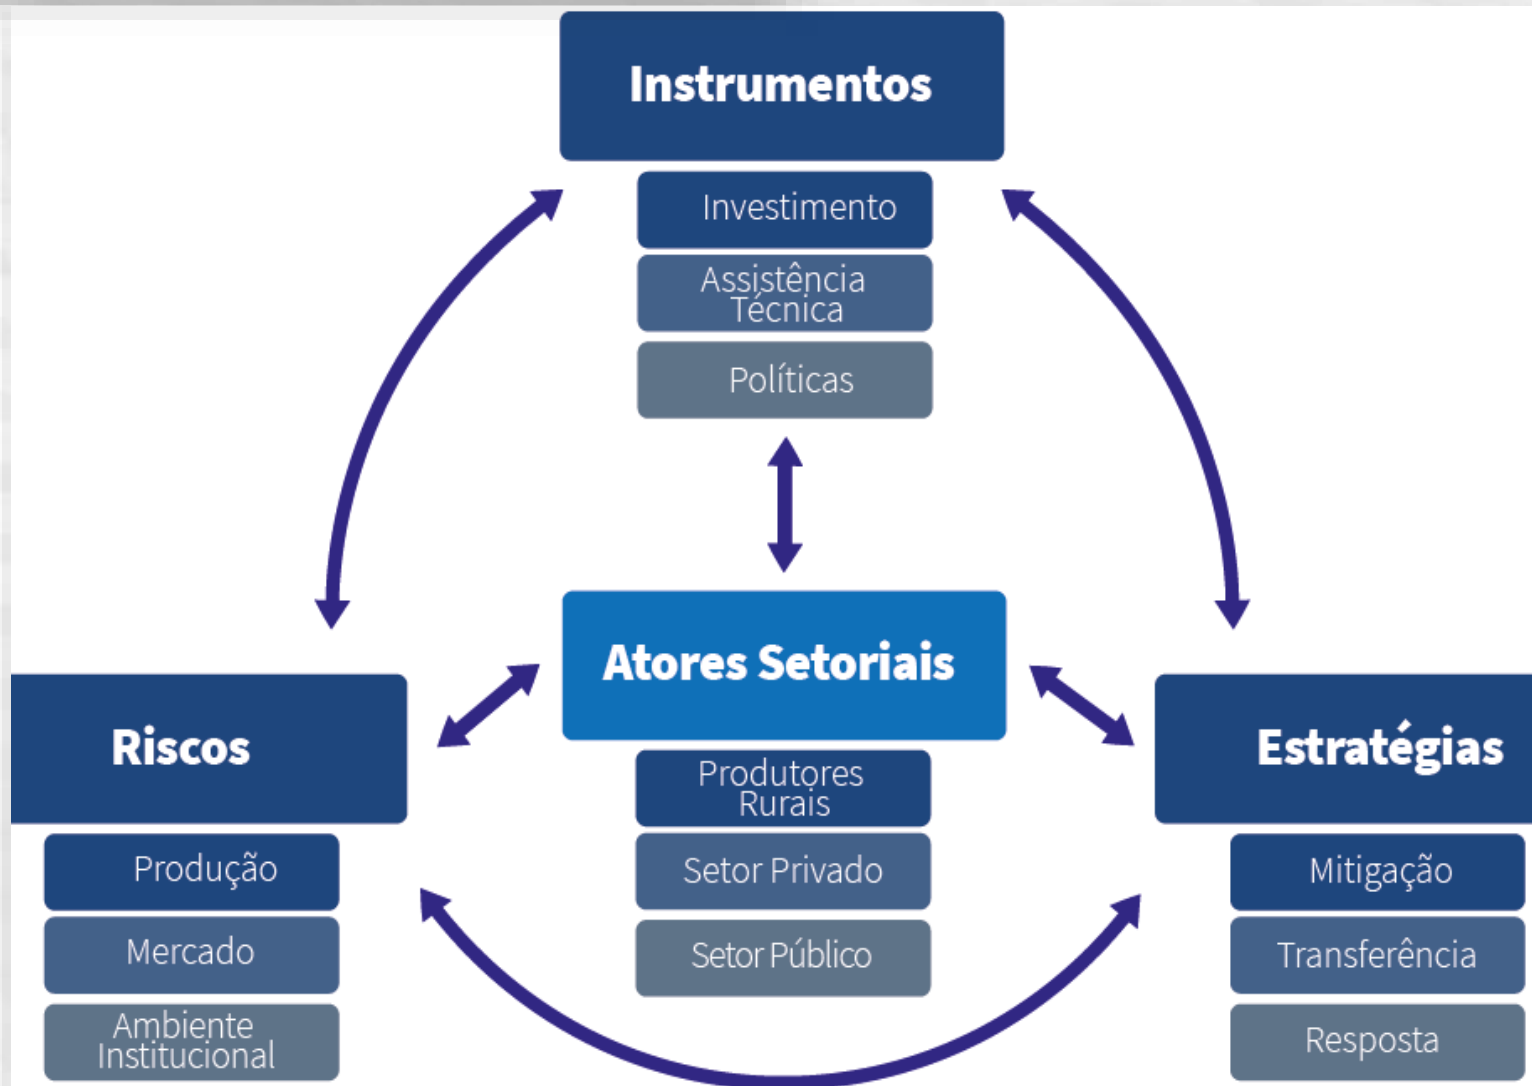 Instrumentos
Investimento
Assistência
Técnica
Políticas
Atores Setoriais
Produtores
Rurais
Setor Privado
Setor Público
Riscos
Produção
Mercado
Ambiente
Institucional
Estratégias
Mitigação
Transferência
Resposta